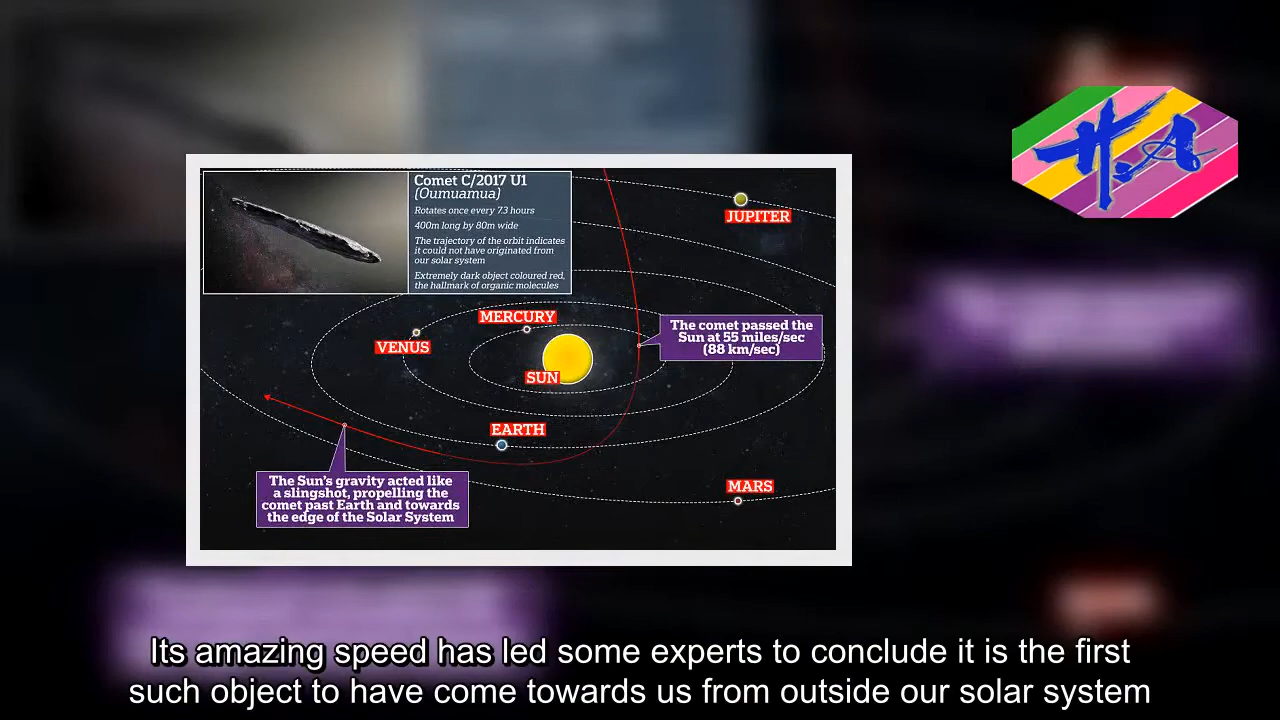 H.A
Comet C/2017 U1
(Oumuamua)
Rotates once every 7.3 hours
400m long by 80m wide
The trajectory of the orbit indicates
it could not have originated from
our solar system
Extremely dark object coloured red,
the hallmark of organic molecules
JUPITER
MERCURY
The comet passed the
Sun at 55 miles/sec
(88 km/sec)
VENUS
SUN
EARTH
The Sun's gravity acted like
a slingshot, propelling the
comet past Earth and towards
the edge of the Solar System
MARS
Its amazing speed has led some experts to conclude it is the first
such object to have come towards us from outside our solar system